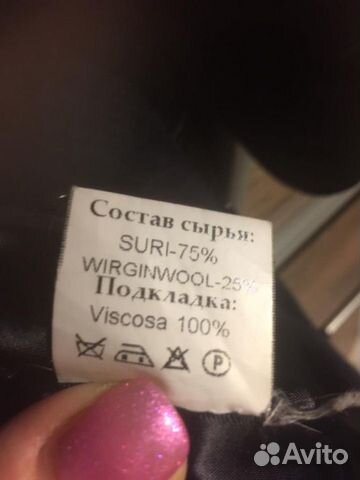 Состав сырья:
SURI-75%
WIRGINWOOL-25%
Подкладка:
Viscosa 100%
P
Avito